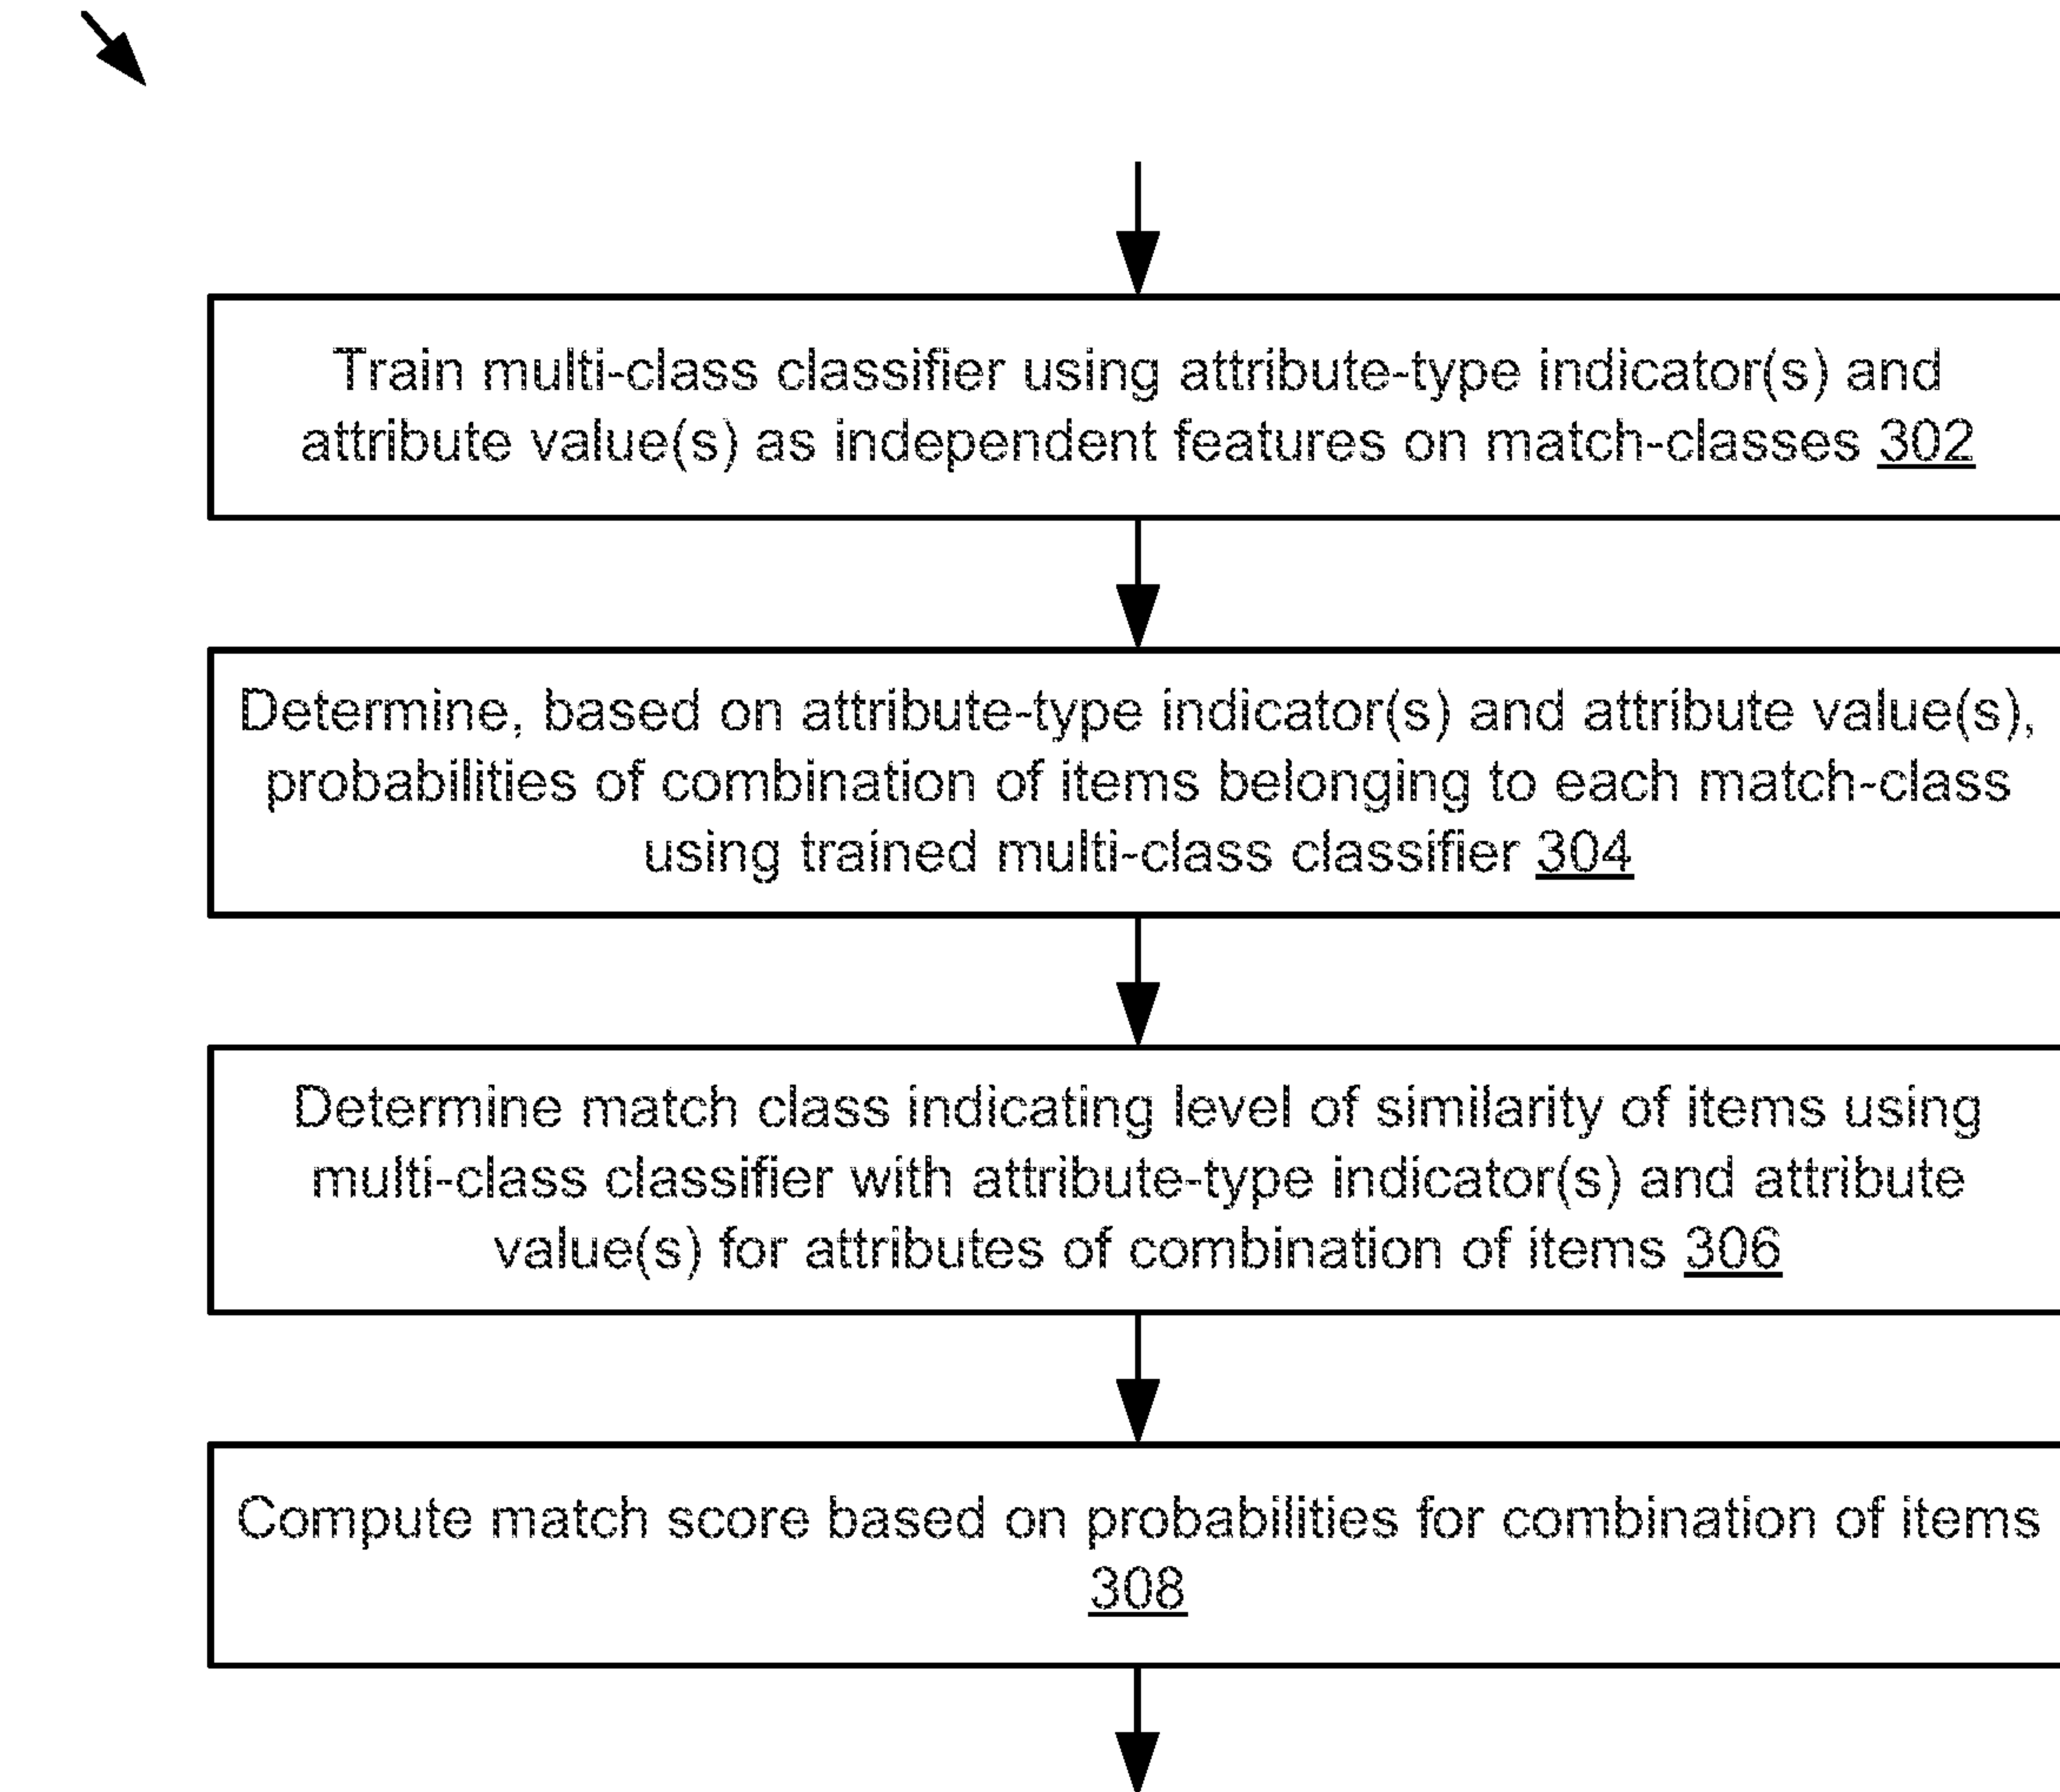 Train multi-class classifier using attribute-type indicator(s) and
attribute value(s) as independent features on match-classes 302
Determine, based on attribute-type indicator(s) and attribute value(s),
probabilities of combination of items belonging to each match-class
using trained multi-class classifier 304
Determine match class indicating level of similarity of items using
multi-class classifier with attribute-type indicator(s) and attribute
value(s) for attributes of combination of items 306
Compute match score based on probabilities for combination of items
308